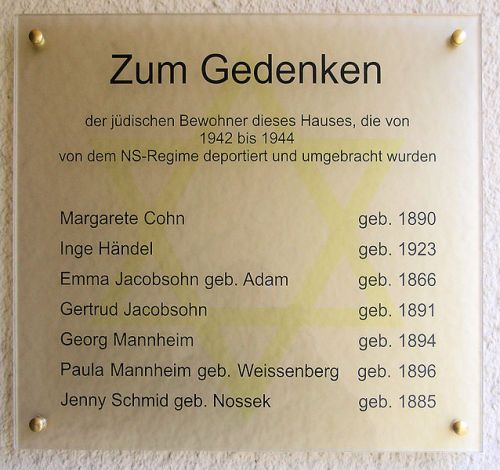 Zum Gedenken
der jüdischen Bewohner dieses Hauses, die von
1942 bis 1944
von dem NS-Regime deportiert und umgebracht wurden
Margarete Cohn geb. 1890
Inge Händel geb. 1923
Emma Jacobsohn geb. Adam geb. 1866
Gertrud Jacobsohn geb. 1891
Georg Mannheim geb. 1894
Paula Mannheim geb. Weissenberg geb. 1896
Jenny Schmid geb. Nossek geb. 1885